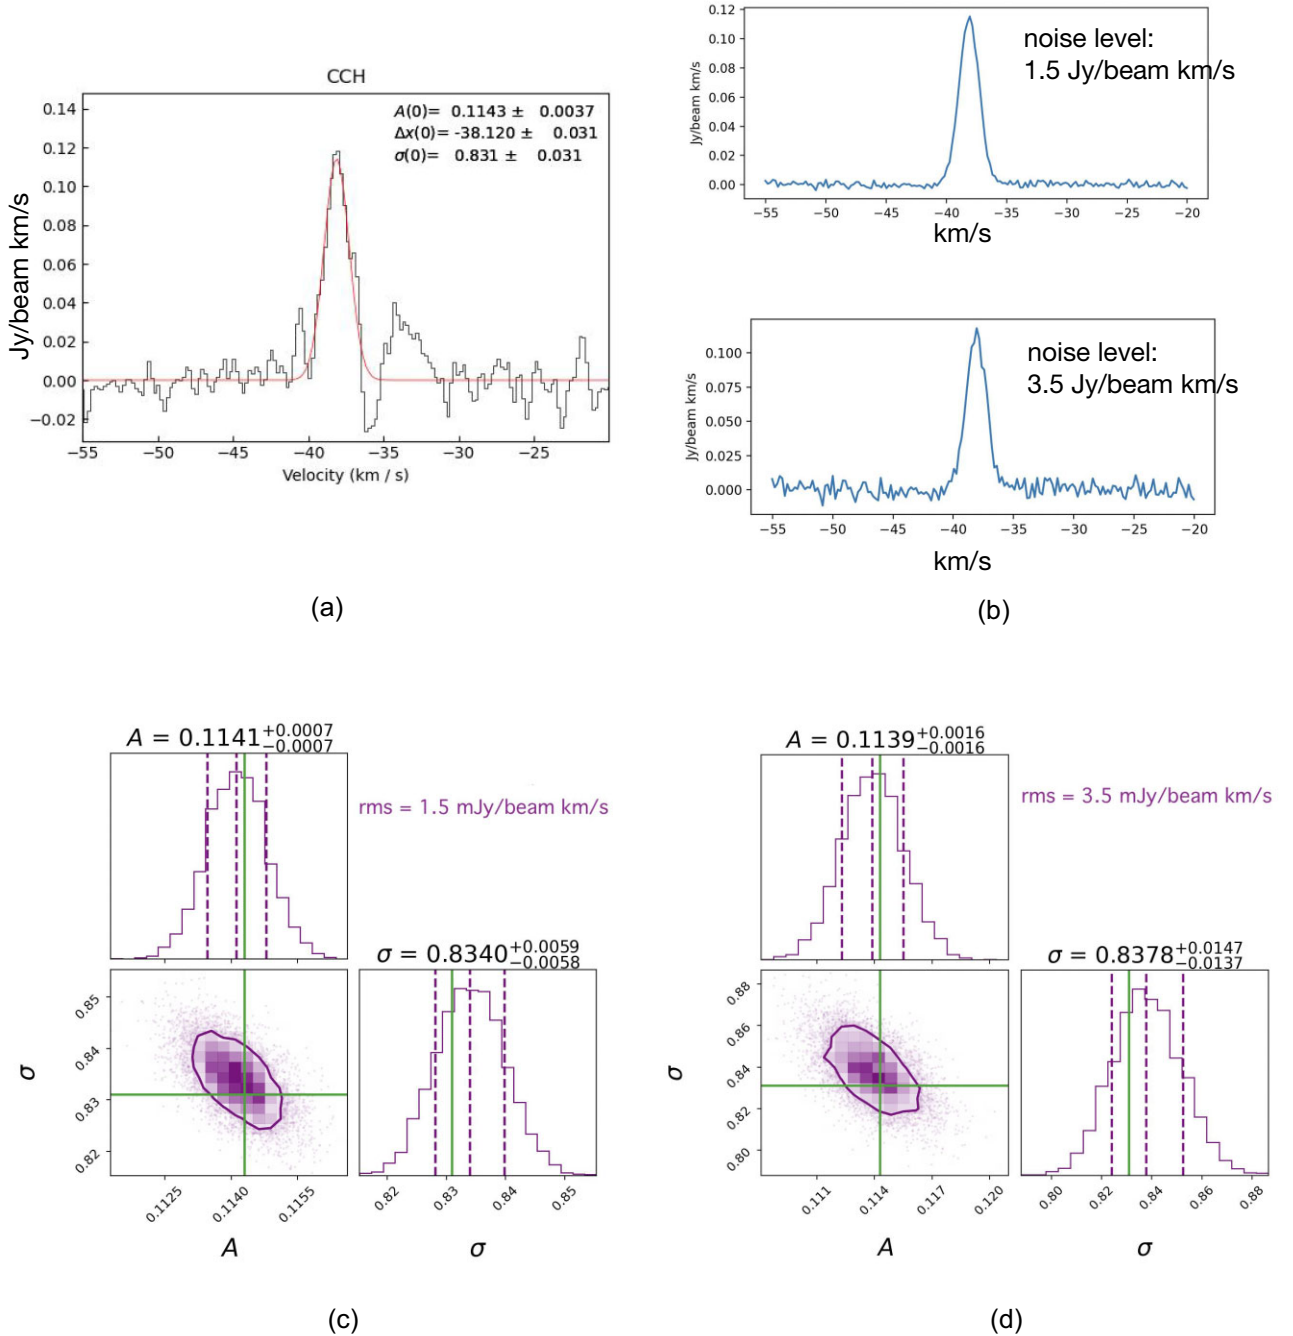 CCH
A(0)= 0.1143 ± 0.0037
Δx(0)= -38.120 ± 0.031
σ(0)= 0.831 ± 0.031
Jy/beam km/s
0.14
0.12
0.10
0.08
0.06
0.04
0.02
0.00
−0.02
−55 −50 −45 −40 −35 −30 −25
Velocity (km / s)
(a)
noise level:
1.5 Jy/beam km/s
Jy/beam km/s
0.12
0.10
0.08
0.06
0.04
0.02
0.00
−55 −50 −45 −40 −35 −30 −25 −20
km/s
noise level:
3.5 Jy/beam km/s
Jy/beam km/s
0.100
0.075
0.050
0.025
0.000
−55 −50 −45 −40 −35 −30 −25 −20
km/s
(b)
A = 0.1141+0.0007−0.0007
rms = 1.5 mJy/beam km/s
σ = 0.8340+0.0059−0.0058
σ
0.85
0.84
0.83
0.82
0.1125 0.1140 0.1155
A
0.82 0.83 0.84 0.85
σ
(c)
A = 0.1139+0.0016−0.0016
rms = 3.5 mJy/beam km/s
σ = 0.8378+0.0147−0.0137
σ
0.88
0.86
0.84
0.82
0.80
0.111 0.114 0.117 0.120
A
0.80 0.82 0.84 0.86 0.88
σ
(d)